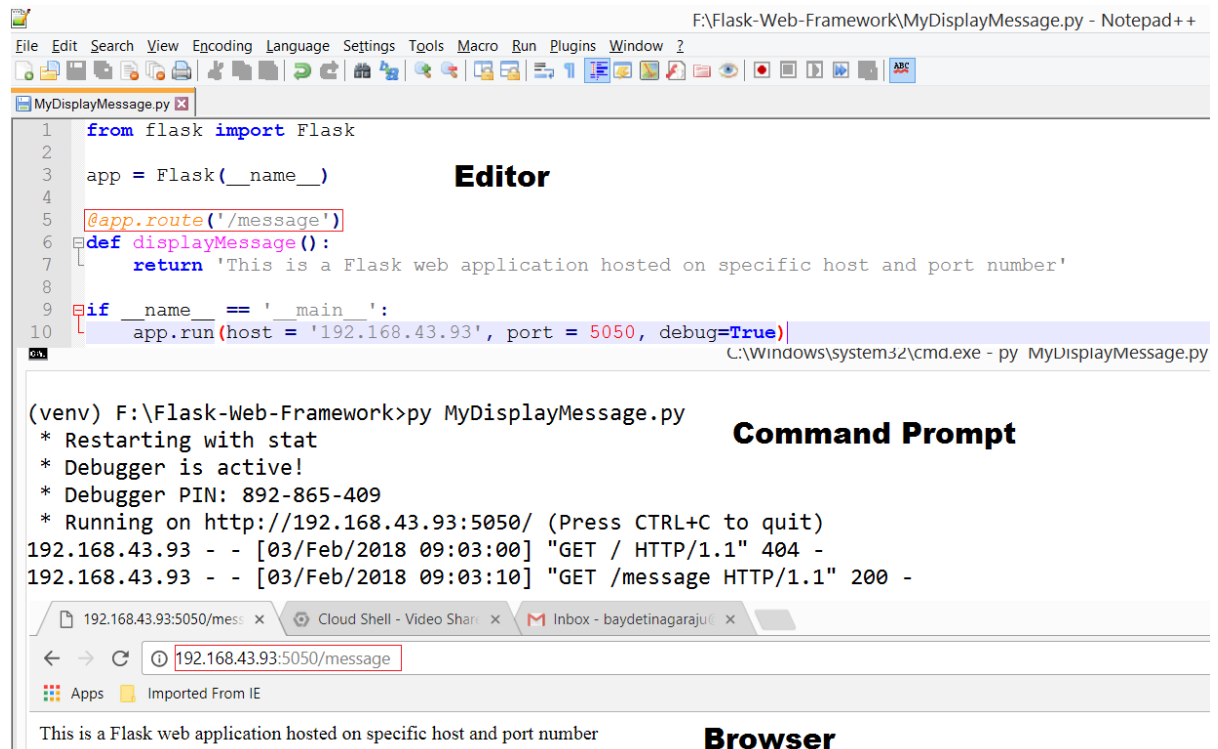 F:\Flask-Web-Framework\MyDisplayMessage.py - Notepad++
File Edit Search View Encoding Language Settings Tools Macro Run Plugins Window ?
ABC
MyDisplayMessage.py
1 from flask import Flask
2
3 app = Flask(__name__)
Editor
4
5 @app.route('/message')
6 def displayMessage():
7 return 'This is a Flask web application hosted on specific host and port number'
8
9 if __name__ == '__main__':
10 app.run(host = '192.168.43.93', port = 5050, debug=True)
C:\Windows\system32\cmd.exe - py MyDisplayMessage.py
(venv) F:\Flask-Web-Framework>py MyDisplayMessage.py
Command Prompt
* Restarting with stat
* Debugger is active!
* Debugger PIN: 892-865-409
* Running on http://192.168.43.93:5050/ (Press CTRL+C to quit)
192.168.43.93 - - [03/Feb/2018 09:03:00] "GET / HTTP/1.1" 404 -
192.168.43.93 - - [03/Feb/2018 09:03:10] "GET /message HTTP/1.1" 200 -
192.168.43.93:5050/mess Cloud Shell - Video Share Inbox - baydetinagaraju@
192.168.43.93:5050/message
Apps Imported From IE
This is a Flask web application hosted on specific host and port number
Browser